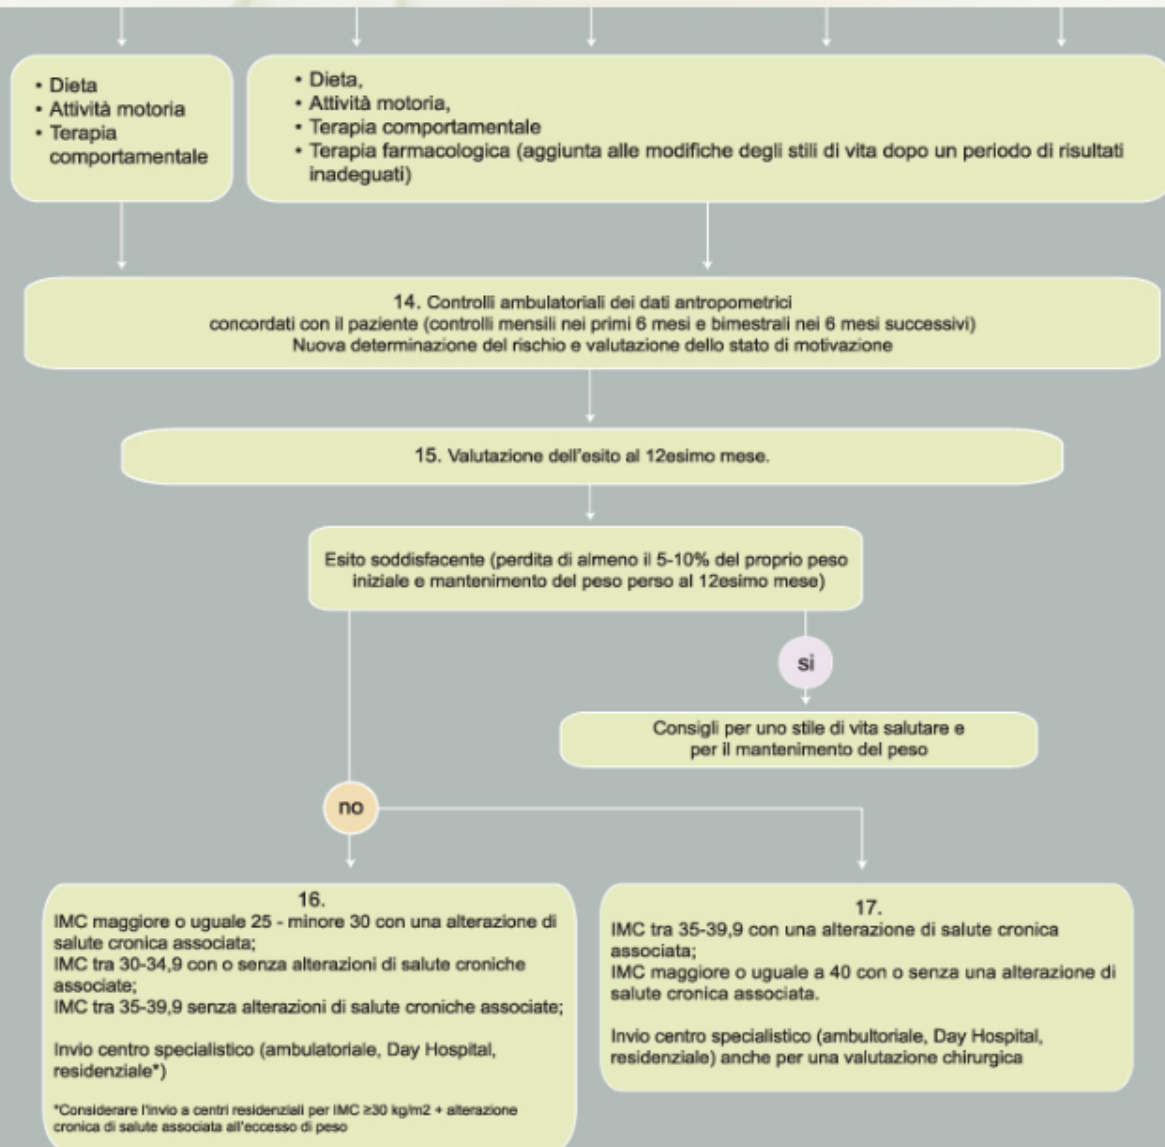 • Dieta
• Attività motoria
• Terapia
comportamentale
• Dieta,
• Attività motoria,
• Terapia comportamentale
• Terapia farmacologica (aggiunta alle modifiche degli stili di vita dopo un periodo di risultati
inadeguati)
14. Controlli ambulatoriali dei dati antropometrici
concordati con il paziente (controlli mensili nei primi 6 mesi e bimestrali nei 6 mesi successivi)
Nuova determinazione del rischio e valutazione dello stato di motivazione
15. Valutazione dell'esito al 12esimo mese.
Esito soddisfacente (perdita di almeno il 5-10% del proprio peso
iniziale e mantenimento del peso perso al 12esimo mese)
si
Consigli per uno stile di vita salutare e
per il mantenimento del peso
no
16.
IMC maggiore o uguale 25 - minore 30 con una alterazione di
salute cronica associata;
IMC tra 30-34,9 con o senza alterazioni di salute croniche
associate;
IMC tra 35-39,9 senza alterazioni di salute croniche associate;
Invio centro specialistico (ambulatoriale, Day Hospital,
residenziale*)
*Considerare l'invio a centri residenziali per IMC ≥30 kg/m2 + alterazione
cronica di salute associata all'eccesso di peso
17.
IMC tra 35-39,9 con una alterazione di salute cronica
associata;
IMC maggiore o uguale a 40 con o senza una alterazione di
salute cronica associata.
Invio centro specialistico (ambultoriale, Day Hospital,
residenziale) anche per una valutazione chirurgica